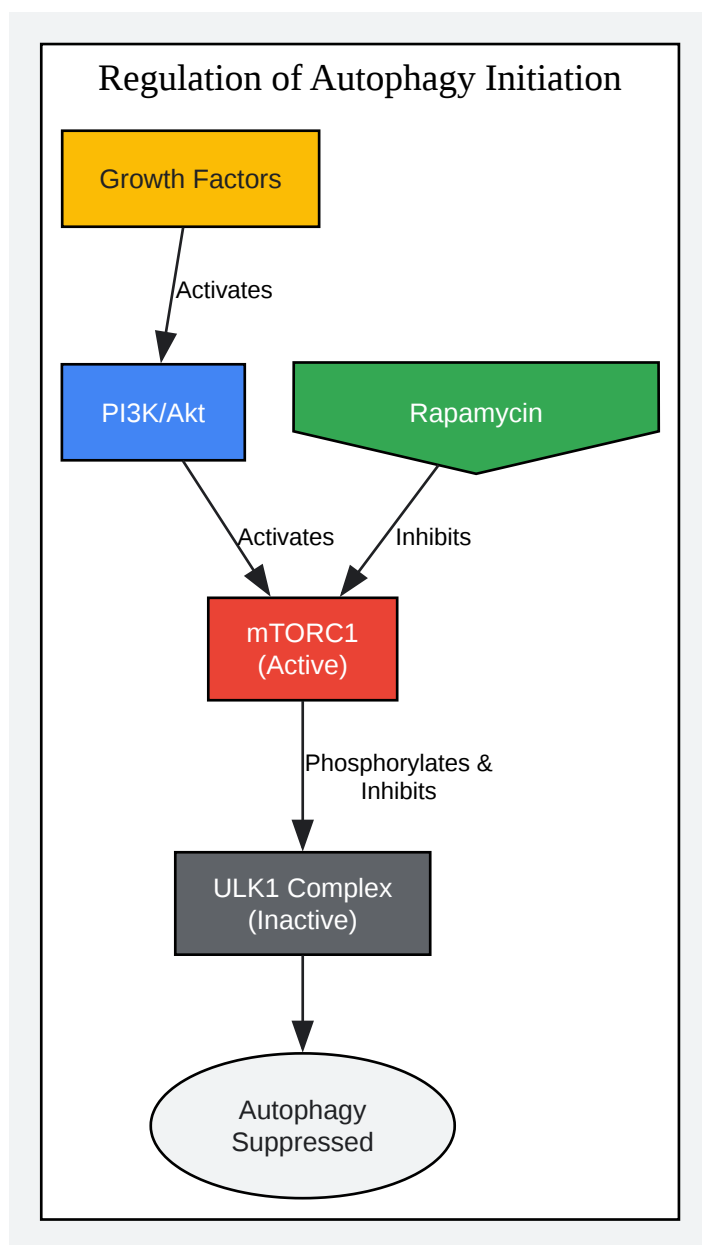 Regulation of Autophagy Initiation
Growth Factors
Activates
PI3K/Akt
Rapamycin
Activates
Inhibits
mTORC1
(Active)
Phosphorylates &
Inhibits
ULK1 Complex
(Inactive)
Autophagy
Suppressed